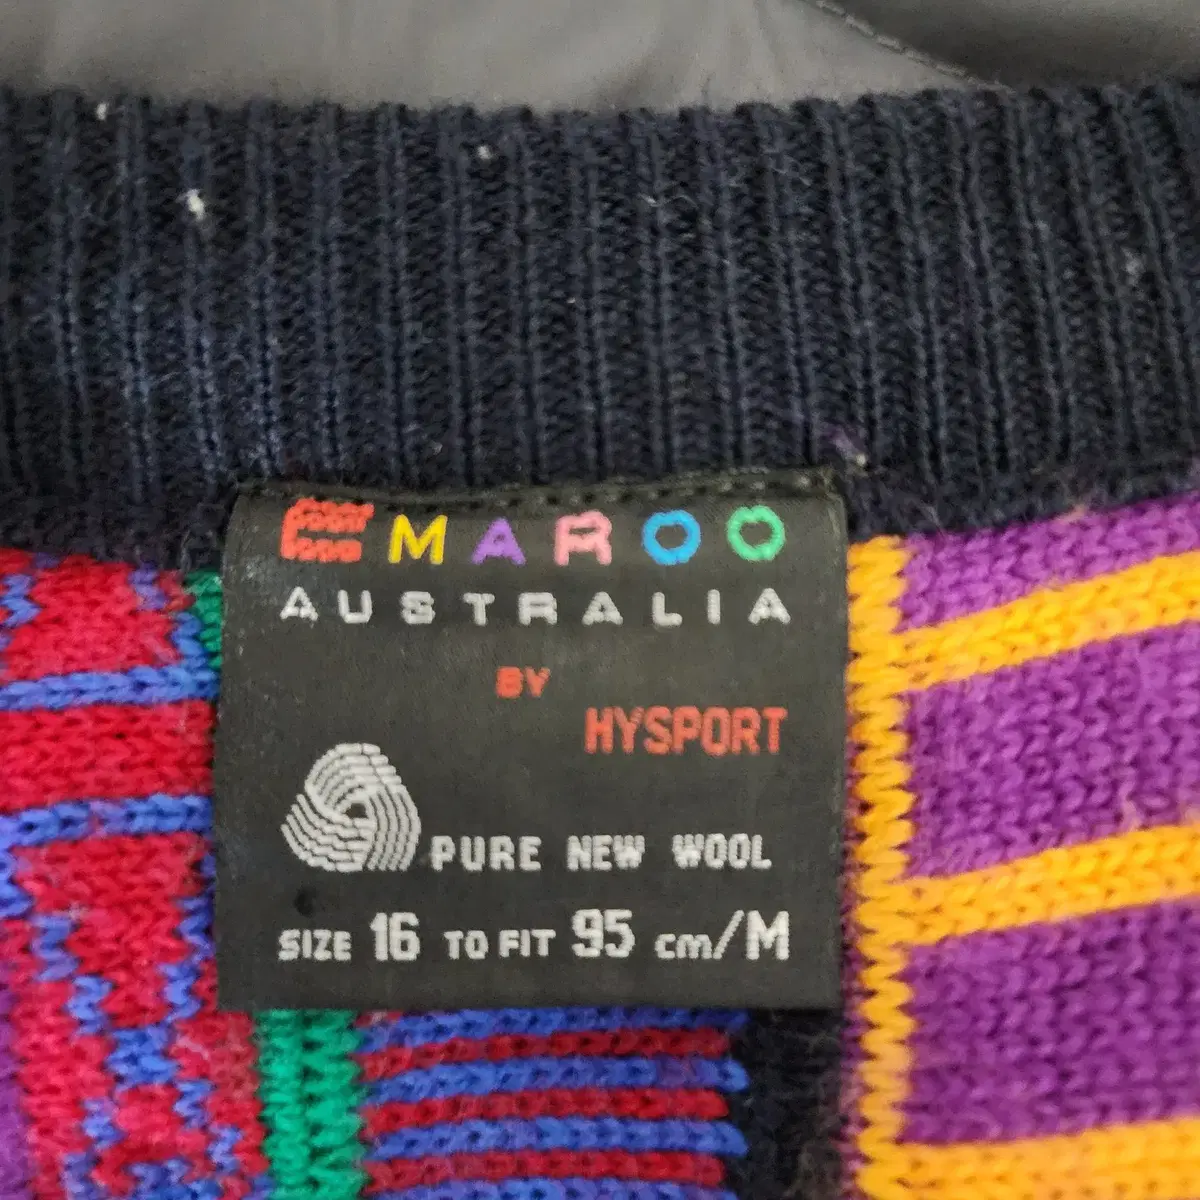 EMAROO
AUSTRALIA
BY
HYSPORT
PURE NEW WOOL
SIZE 16 TO FIT 95 cm/M